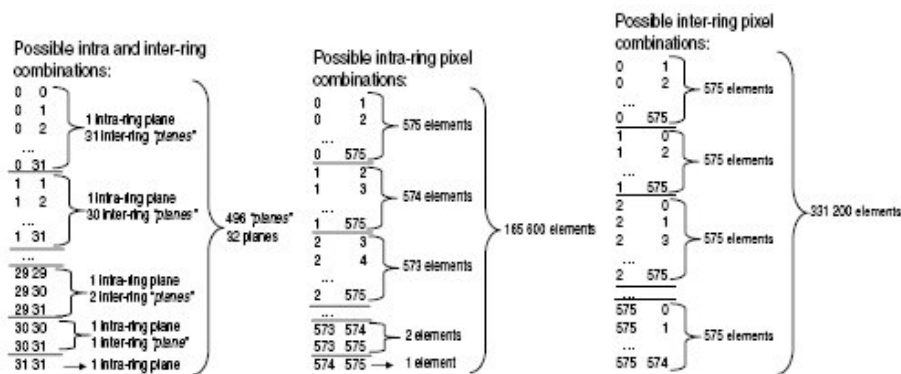 Possible intra and inter-ring
combinations:
0 0
0 1
0 2
...
0 31
1 intra-ring plane
31 inter-ring "planes"
1 1
1 2
...
1 31
1 intra-ring plane
30 inter-ring "planes"
...
29 29
29 30
29 31
1 intra-ring plane
2 inter-ring "planes"
30 30
30 31
1 intra-ring plane
1 inter-ring "plane"
31 31
1 intra-ring plane
496 "planes"
32 planes
Possible intra-ring pixel
combinations:
0 1
0 2
...
0 575
575 elements
1 2
1 3
...
1 575
574 elements
2 3
2 4
...
2 575
573 elements
...
573 574
573 575
2 elements
574 575
1 element
165 600 elements
Possible inter-ring pixel
combinations:
0 1
0 2
...
0 575
575 elements
1 0
1 2
...
1 575
575 elements
2 0
2 1
2 3
...
2 575
575 elements
...
575 0
575 1
...
575 574
575 elements
331 200 elements